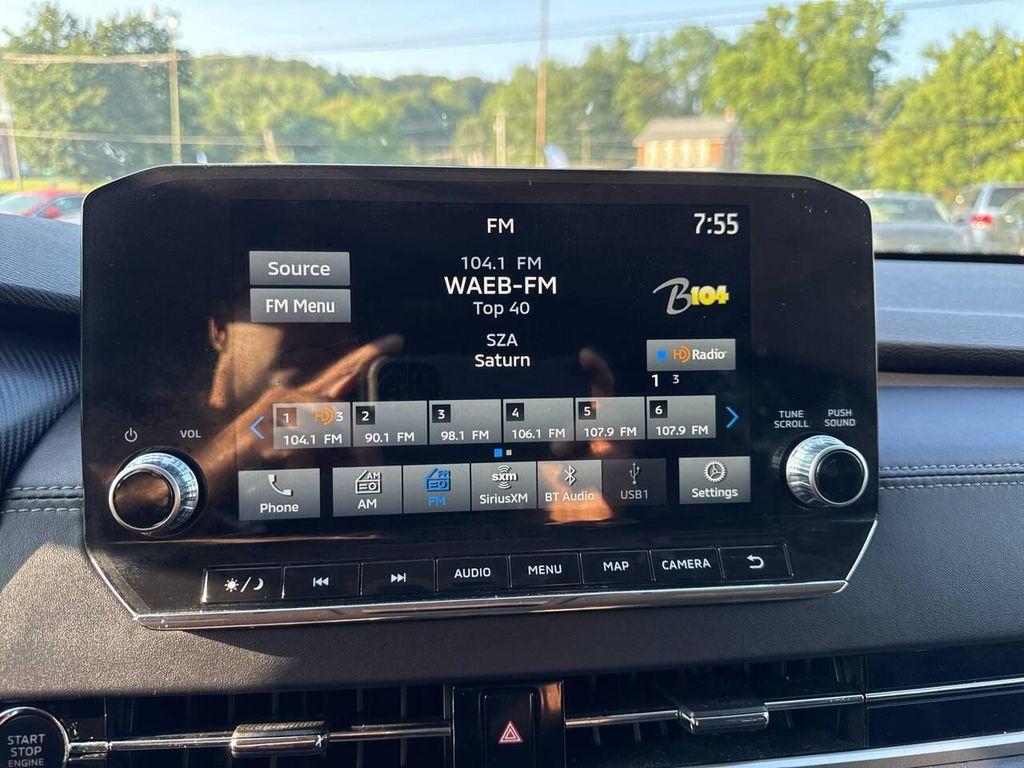 FM
7:55
Source
FM Menu
104.1 FM
WAEB-FM
Top 40
B104
SZA
Saturn
HD Radio
1 3
1 HD 3
104.1 FM
2
90.1 FM
3
98.1 FM
4
106.1 FM
5
107.9 FM
6
107.9 FM
VOL
TUNE
SCROLL
PUSH
SOUND
Phone
AM
AM
FM
FM
sxm
SiriusXM
BT Audio
USB1
Settings
AUDIO
MENU
MAP
CAMERA
START
STOP
ENGINE